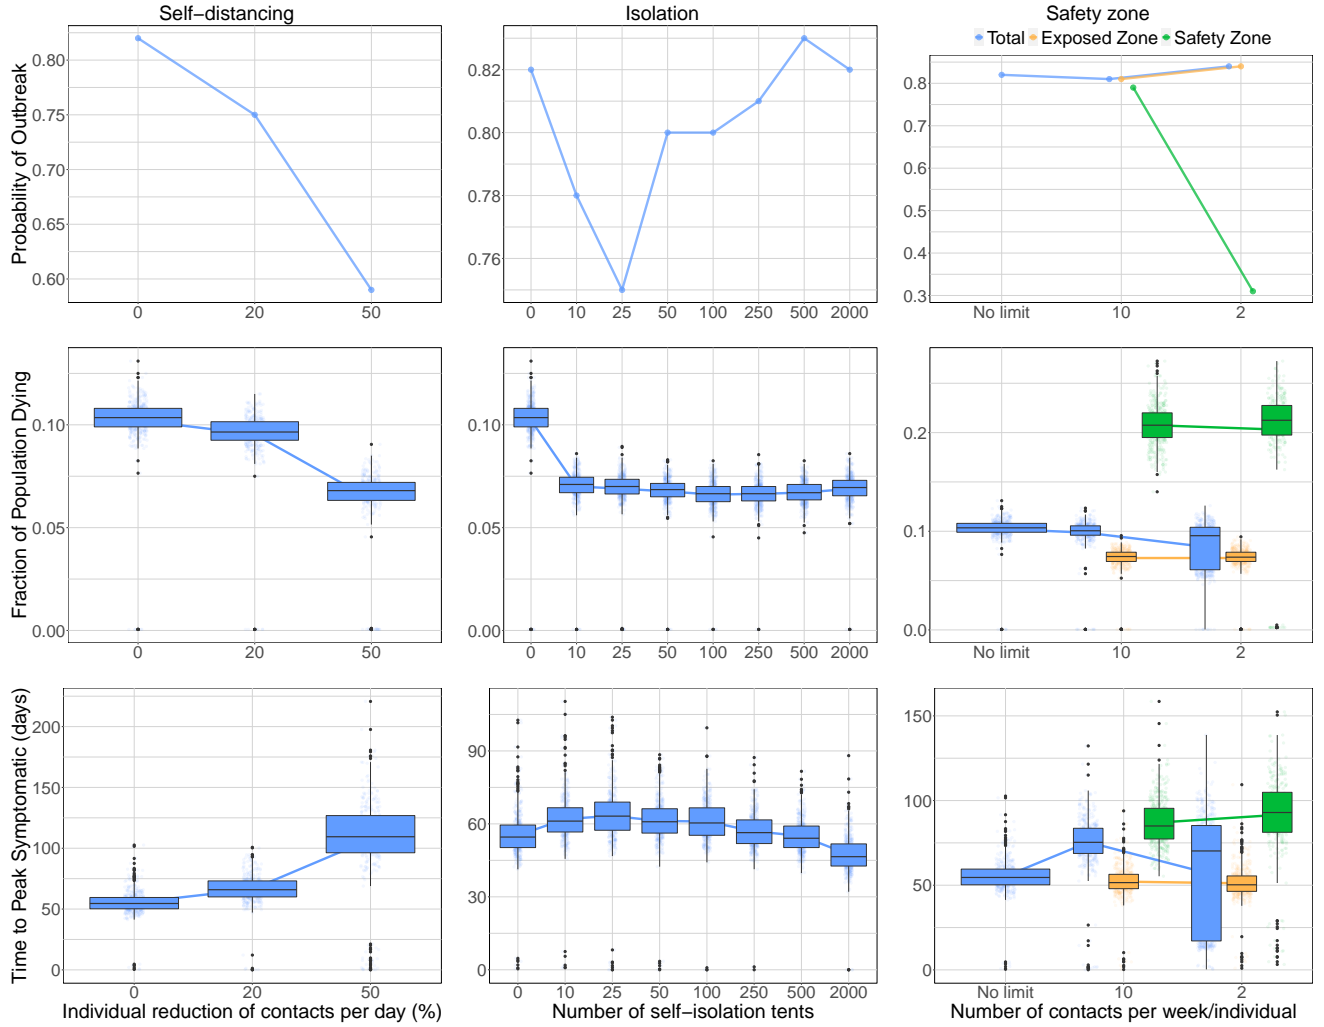 Self−distancing
Isolation
Safety zone
Total Exposed Zone Safety Zone
Probability of Outbreak
0.80
0.75
0.70
0.65
0.60
0 20 50
0.82
0.80
0.78
0.76
0 10 25 50 100 250 500 2000
0.8
0.7
0.6
0.5
0.4
0.3
No limit 10 2
Fraction of Population Dying
0.10
0.05
0.00
0 20 50
0.10
0.05
0.00
0 10 25 50 100 250 500 2000
0.2
0.1
0.0
No limit 10 2
Time to Peak Symptomatic (days)
200
150
100
50
0
0 20 50
Individual reduction of contacts per day (%)
90
60
30
0
0 10 25 50 100 250 500 2000
Number of self−isolation tents
150
100
50
0
No limit 10 2
Number of contacts per week/individual